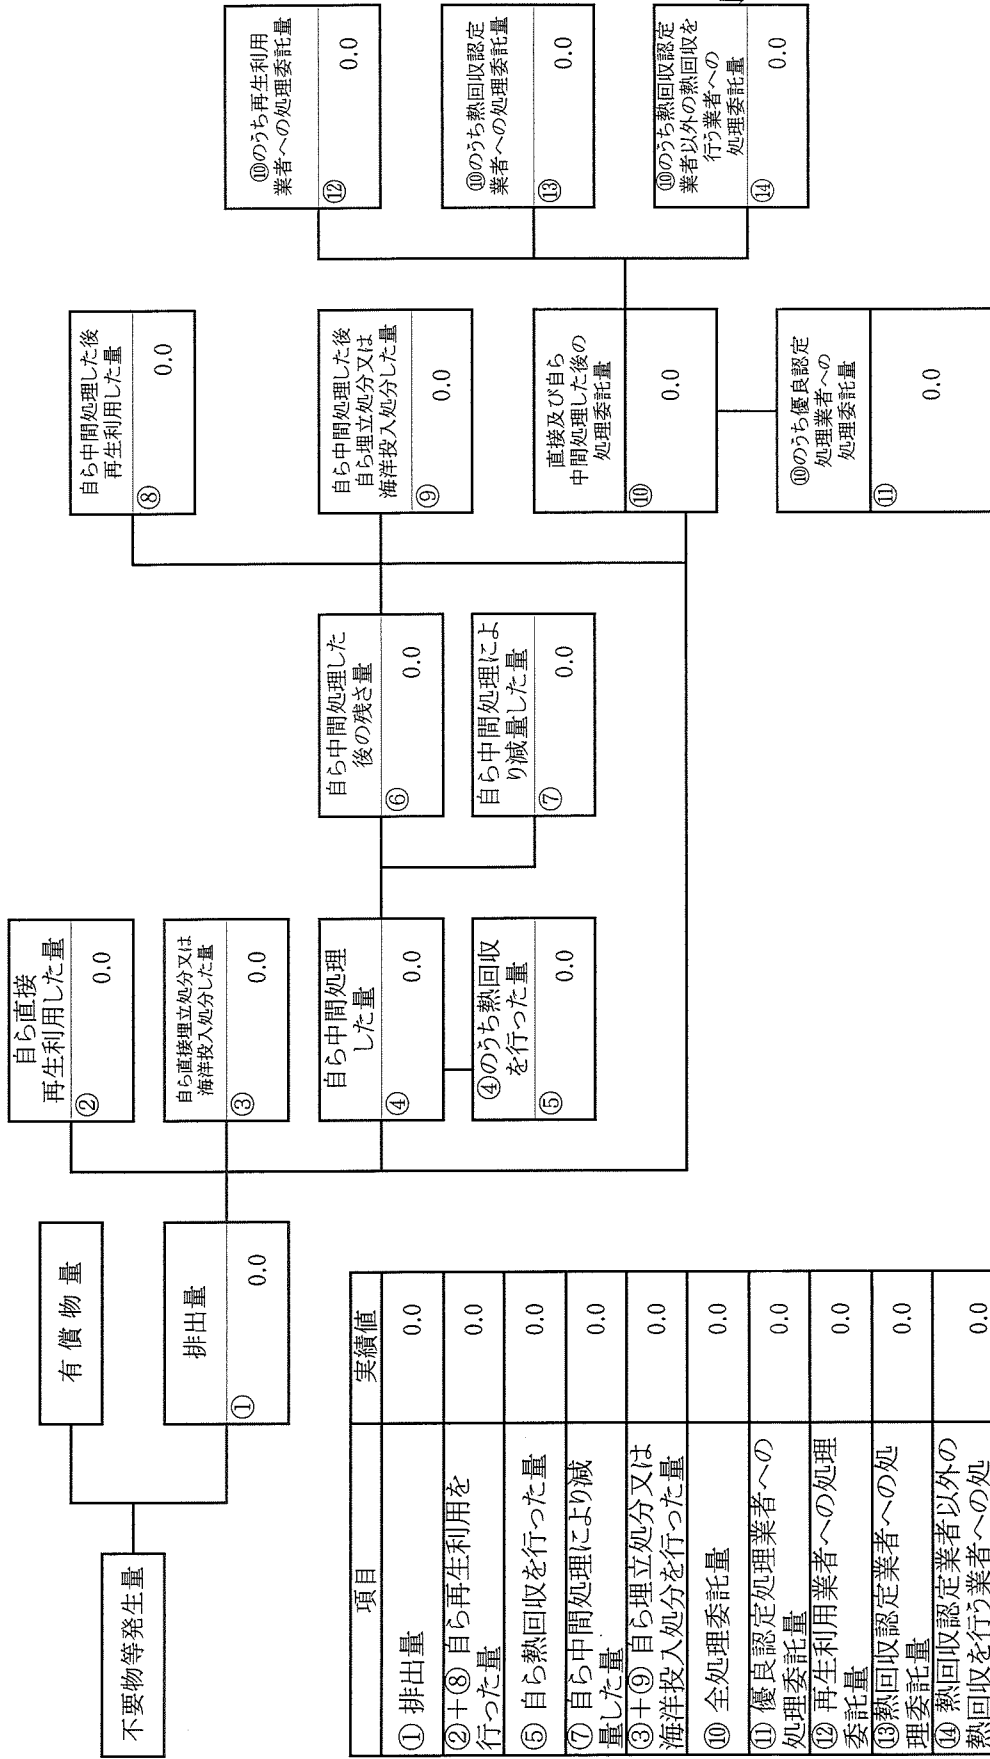 不要物等発生量
有償物量
排出量
①
0.0
自ら直接
再生利用した量
②
0.0
自ら直接埋立処分又は
海洋投入処分した量
③
0.0
自ら中間処理
した量
④
0.0
④のうち熱回収
を行った量
⑤
0.0
自ら中間処理した
後の残さ量
⑥
0.0
自ら中間処理によ
り減量した量
⑦
0.0
自ら中間処理した後
再生利用した量
⑧
0.0
自ら中間処理した後
自ら埋立処分又は
海洋投入処分した量
⑨
0.0
直接及び自ら
中間処理した後の
処理委託量
⑩
0.0
⑩のうち優良認定
処理業者への
処理委託量
⑪
0.0
⑩のうち再生利用
業者への処理委託量
⑫
0.0
⑩のうち熱回収認定
業者への処理委託量
⑬
0.0
⑩のうち熱回収認定
業者以外の熱回収を
行う業者への
処理委託量
⑭
0.0
項目 実績値
① 排出量 0.0
②＋⑧ 自ら再生利用を
行った量 0.0
⑤ 自ら熱回収を行った量 0.0
⑦ 自ら中間処理により減
量した量 0.0
③＋⑨ 自ら埋立処分又は
海洋投入処分を行った量 0.0
⑩ 全処理委託量 0.0
⑪ 優良認定処理業者への
処理委託量 0.0
⑫ 再生利用業者への処理
委託量 0.0
⑬熱回収認定業者への処
理委託量 0.0
⑭ 熱回収認定業者以外の
熱回収を行う業者への処 0.0